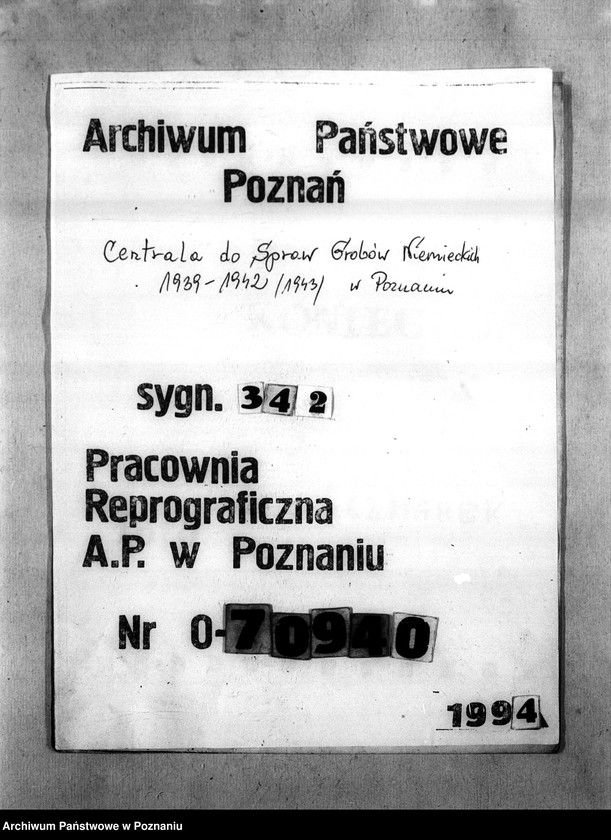 Archiwum Państwowe
Poznań
Centrala do Spraw Grobów Niemieckich
1939-1942 /1943/ w Poznaniu
sygn. 342
Pracownia
Reprograficzna
A.P. w Poznaniu
Nr O-70940
1994
Archiwum Państwowe w Poznaniu